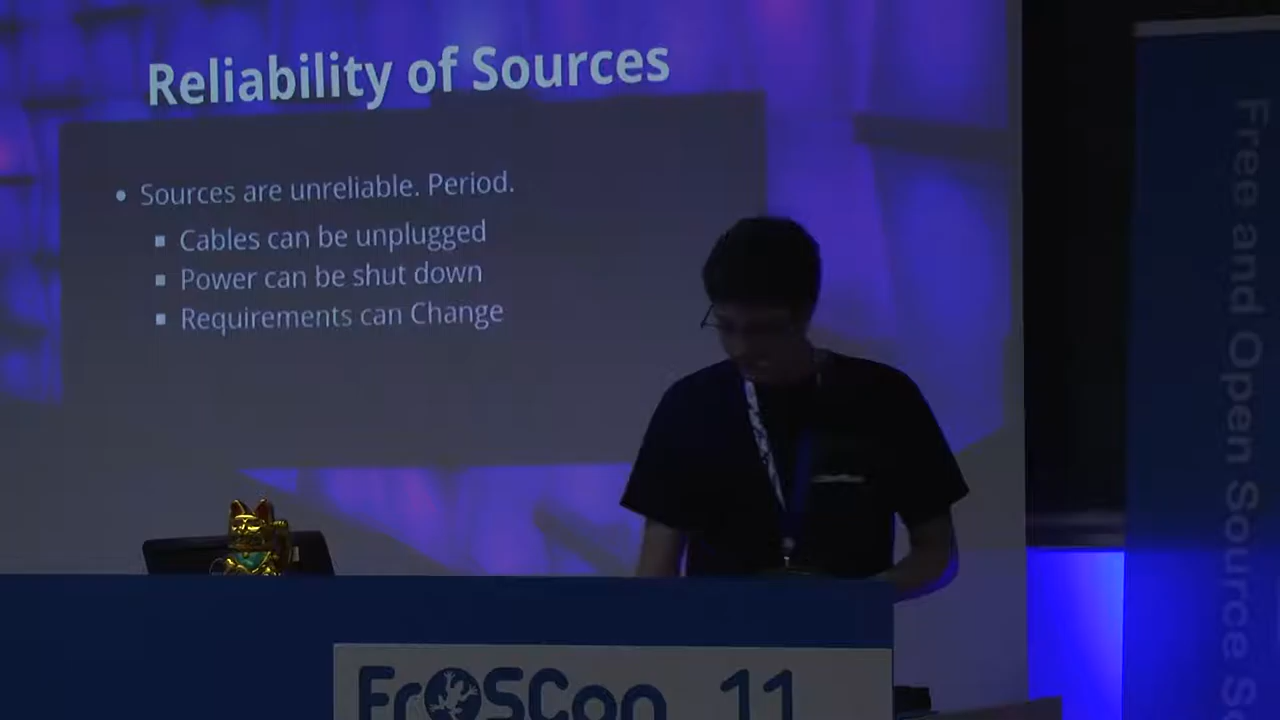 Reliability of Sources
Sources are unreliable. Period.
Cables can be unplugged
Power can be shut down
Requirements can Change
FrOSCon 11
Free and Open Source S